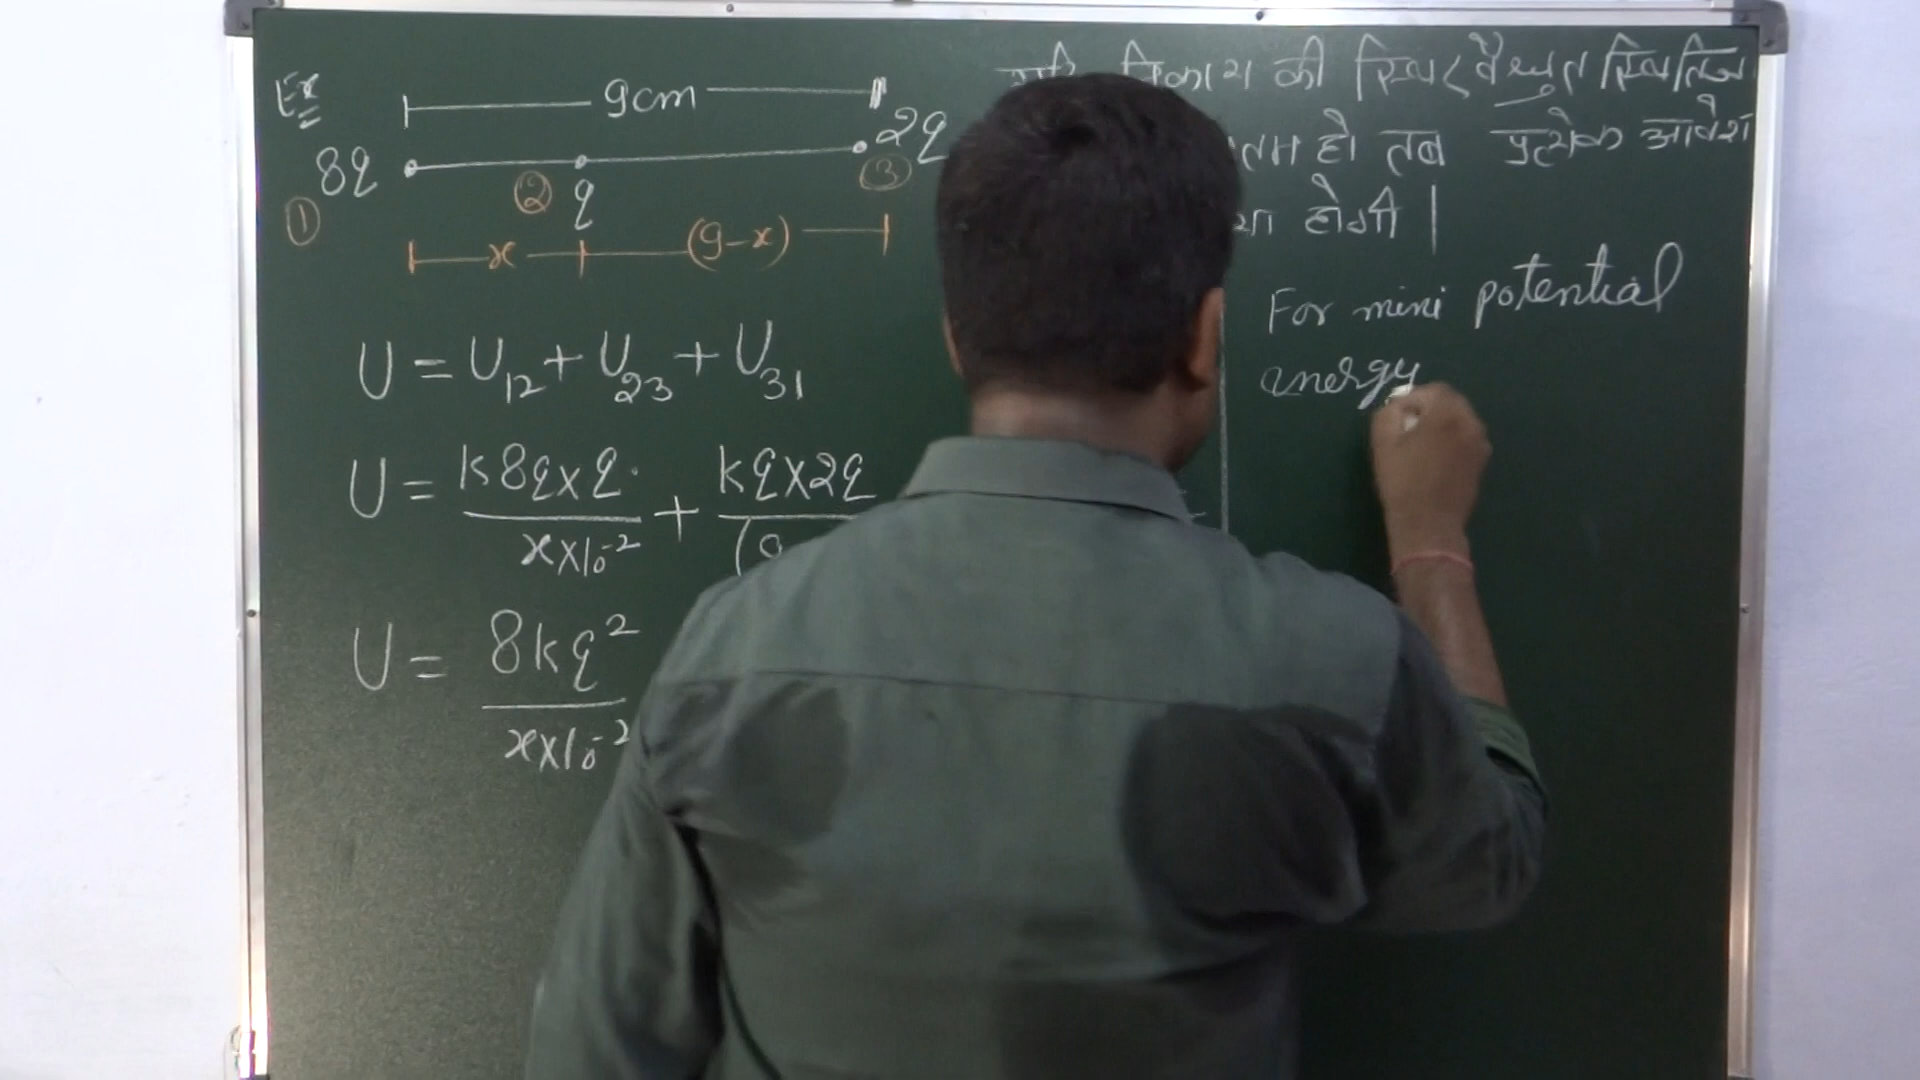 Ex
9cm
8q
2q
① ② q ③
x (9-x)
निकाय की स्थिर वैद्युत स्थितिज
हो तब प्रत्येक आवेश
होगी |
U = U₁₂ + U₂₃ + U₃₁
U = k8q×q / x×10⁻² + kq×2q / (9
U = 8kq² / x×10⁻²
For mini potential
energy